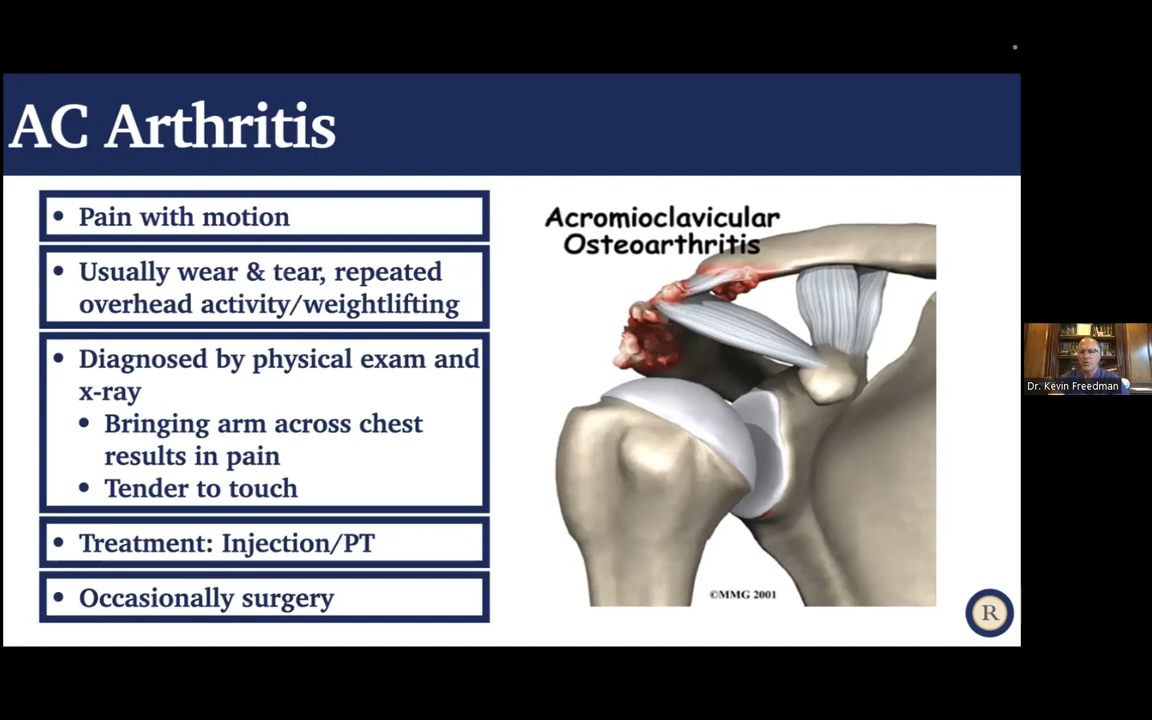 AC Arthritis
• Pain with motion
• Usually wear & tear, repeated
overhead activity/weightlifting
• Diagnosed by physical exam and
x-ray
• Bringing arm across chest
results in pain
• Tender to touch
• Treatment: Injection/PT
• Occasionally surgery
Acromioclavicular
Osteoarthritis
©MMG 2001
R
Dr. Kevin Freedman